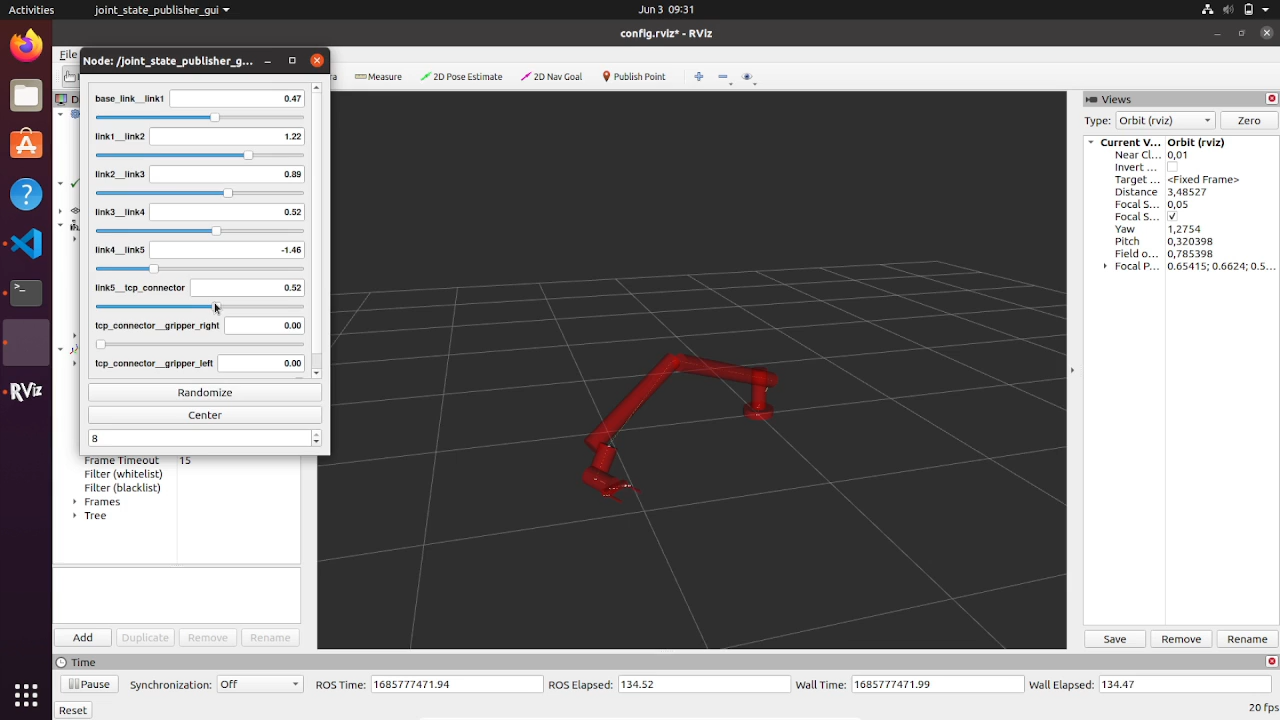 Activities
joint_state_publisher_gui
Jun 3 09:31
config.rviz* - RViz
File
Node: /joint_state_publisher_g...
Measure
2D Pose Estimate
2D Nav Goal
Publish Point
base_link__link1
0.47
link1__link2
1.22
link2__link3
0.89
link3__link4
0.52
link4__link5
-1.46
link5__tcp_connector
0.52
tcp_connector__gripper_right
0.00
tcp_connector__gripper_left
0.00
Randomize
Center
8
Frame Timeout
15
Filter (whitelist)
Filter (blacklist)
Frames
Tree
Add
Duplicate
Remove
Rename
Views
Type:
Orbit (rviz)
Zero
Current V...
Orbit (rviz)
Near Cl...
0,01
Invert ...
Target ...
<Fixed Frame>
Distance
3,48527
Focal S...
0,05
Focal S...
Yaw
1,2754
Pitch
0,320398
Field o...
0,785398
Focal P...
0.65415; 0.6624; 0.5...
Save
Remove
Rename
RViz
Time
Pause
Synchronization:
Off
ROS Time:
1685777471.94
ROS Elapsed:
134.52
Wall Time:
1685777471.99
Wall Elapsed:
134.47
Reset
20 fps